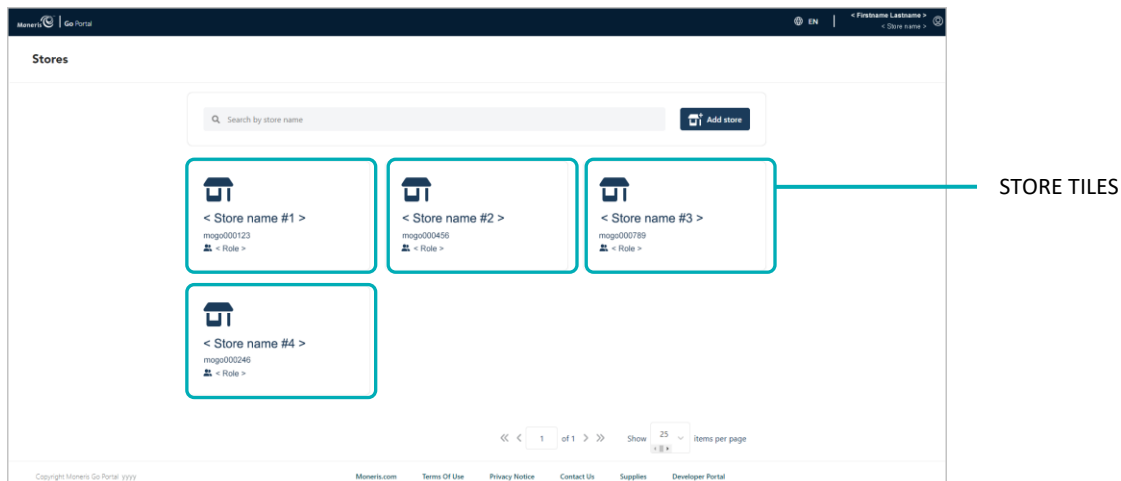 Moneris Go Portal
EN
< Firstname Lastname >
< Store name >
Stores
Search by store name
Add store
STORE TILES
< Store name #1 >
mogo000123
< Role >
< Store name #2 >
mogo000456
< Role >
< Store name #3 >
mogo000789
< Role >
< Store name #4 >
mogo000246
< Role >
1 of 1 Show 25 items per page
Copyright Moneris Go Portal yyyy Moneris.com Terms Of Use Privacy Notice Contact Us Supplies Developer Portal